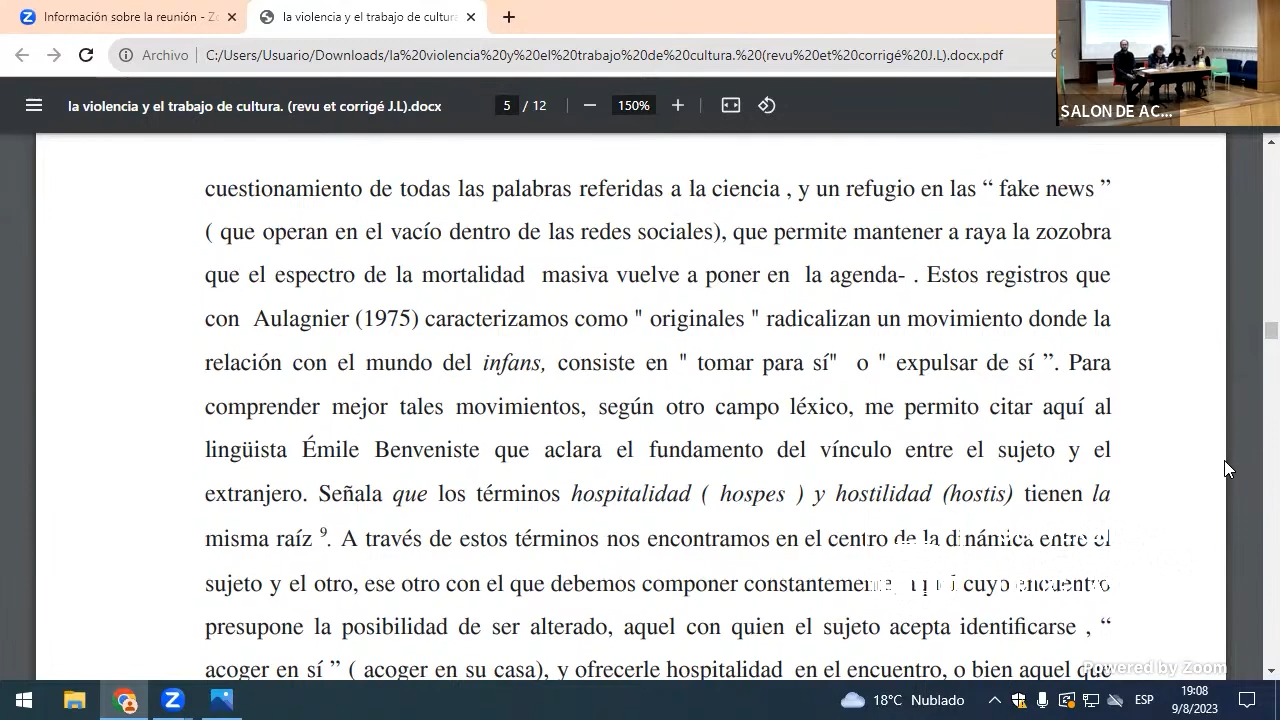 Información sobre la reunión - Zo
la violencia y el trabajo de cultura
Archivo
C:/Users/Usuario/Downloads/la%20violencia%20y%20el%20trabajo%20de%20cultura.%20(revu%20et%20corrigé%20J.L).docx.pdf
la violencia y el trabajo de cultura. (revu et corrigé J.L).docx
5 / 12
150%
SALON DE AC...
cuestionamiento de todas las palabras referidas a la ciencia , y un refugio en las “ fake news ”
( que operan en el vacío dentro de las redes sociales), que permite mantener a raya la zozobra
que el espectro de la mortalidad masiva vuelve a poner en la agenda- . Estos registros que
con Aulagnier (1975) caracterizamos como " originales " radicalizan un movimiento donde la
relación con el mundo del infans, consiste en " tomar para sí" o " expulsar de sí ”. Para
comprender mejor tales movimientos, según otro campo léxico, me permito citar aquí al
lingüista Émile Benveniste que aclara el fundamento del vínculo entre el sujeto y el
extranjero. Señala que los términos hospitalidad ( hospes ) y hostilidad (hostis) tienen la
misma raíz 9. A través de estos términos nos encontramos en el centro de la dinámica entre el
sujeto y el otro, ese otro con el que debemos componer constantemente cuyo encuentro
presupone la posibilidad de ser alterado, aquel con quien el sujeto acepta identificarse , “
acoger en sí ” ( acoger en su casa), y ofrecerle hospitalidad en el encuentro, o bien aquel que
Powered by Zoom
18°C Nublado
ESP
19:08
9/8/2023